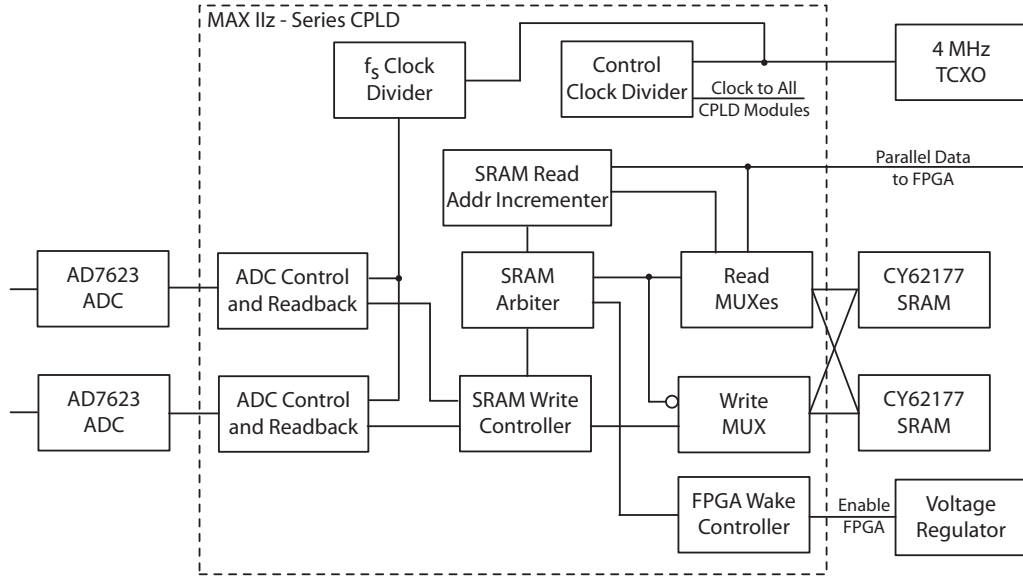 MAX IIz - Series CPLD
fS Clock
Divider
Control
Clock Divider
Clock to All
CPLD Modules
4 MHz
TCXO
SRAM Read
Addr Incrementer
Parallel Data
to FPGA
AD7623
ADC
ADC Control
and Readback
SRAM
Arbiter
Read
MUXes
CY62177
SRAM
AD7623
ADC
ADC Control
and Readback
SRAM Write
Controller
Write
MUX
CY62177
SRAM
FPGA Wake
Controller
Enable
FPGA
Voltage
Regulator